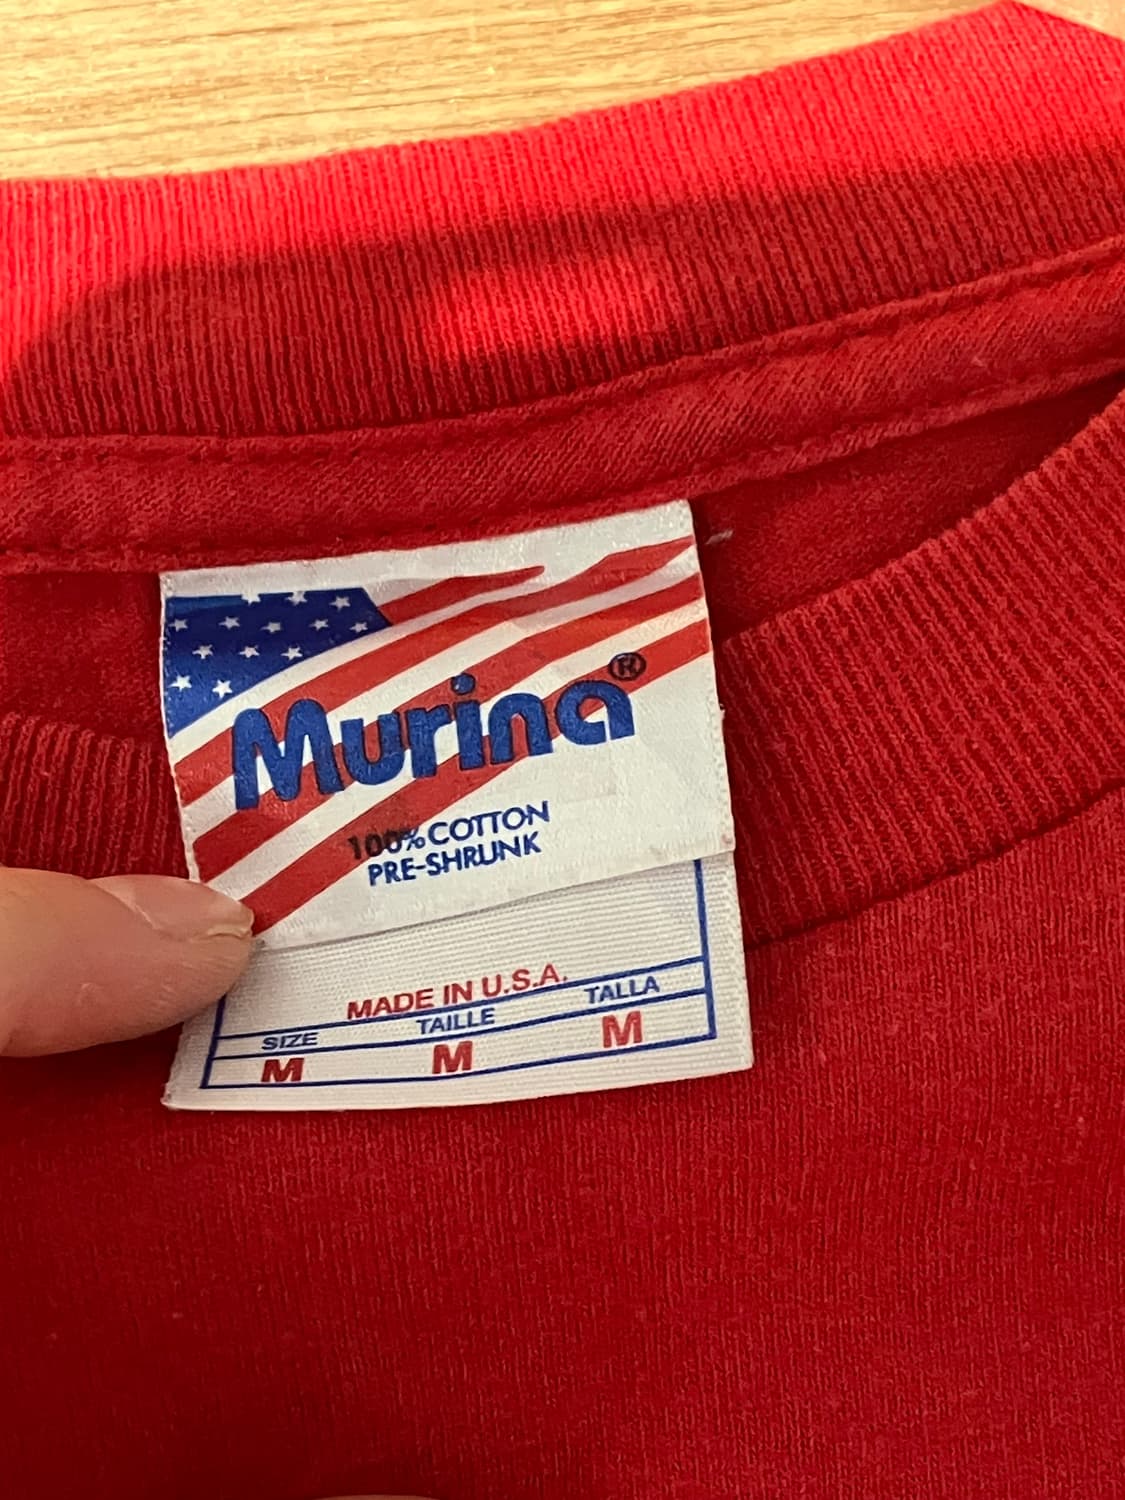 Murina®
100% COTTON
PRE-SHRUNK
MADE IN U.S.A.
SIZE TAILLE TALLA
M M M